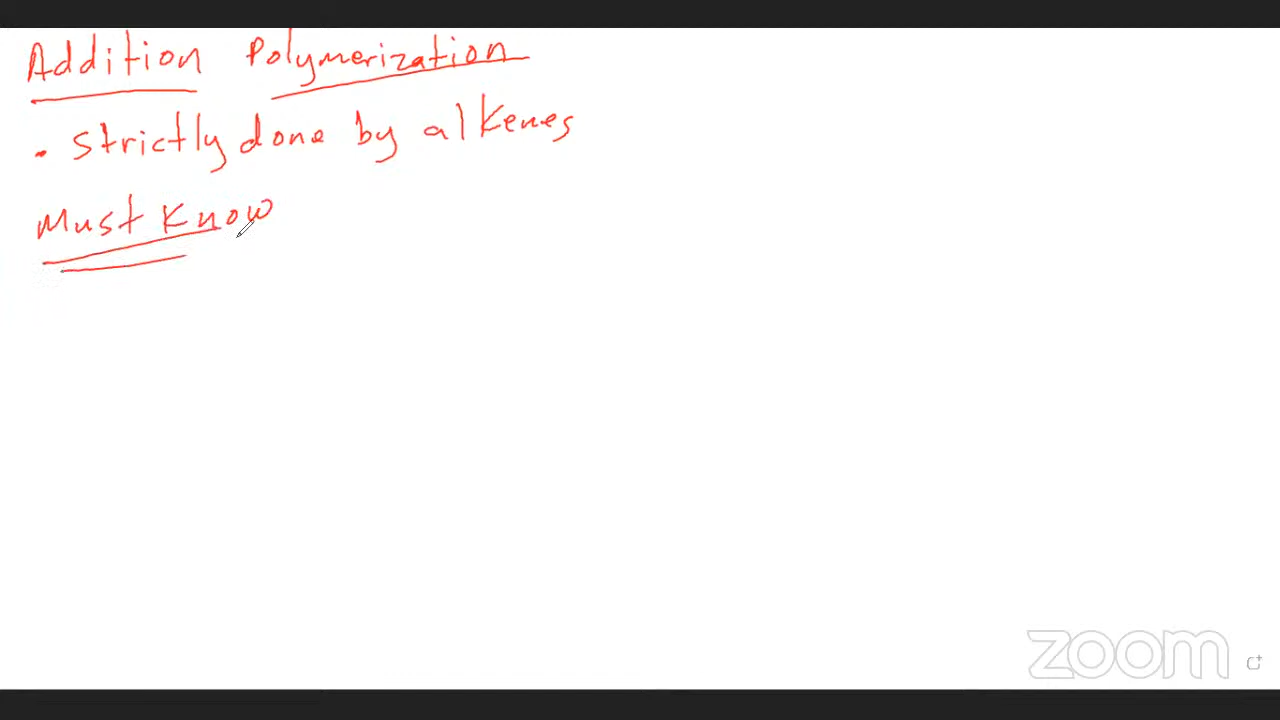 Addition Polymerization
• Strictly done by alkenes
Must Know
zoom